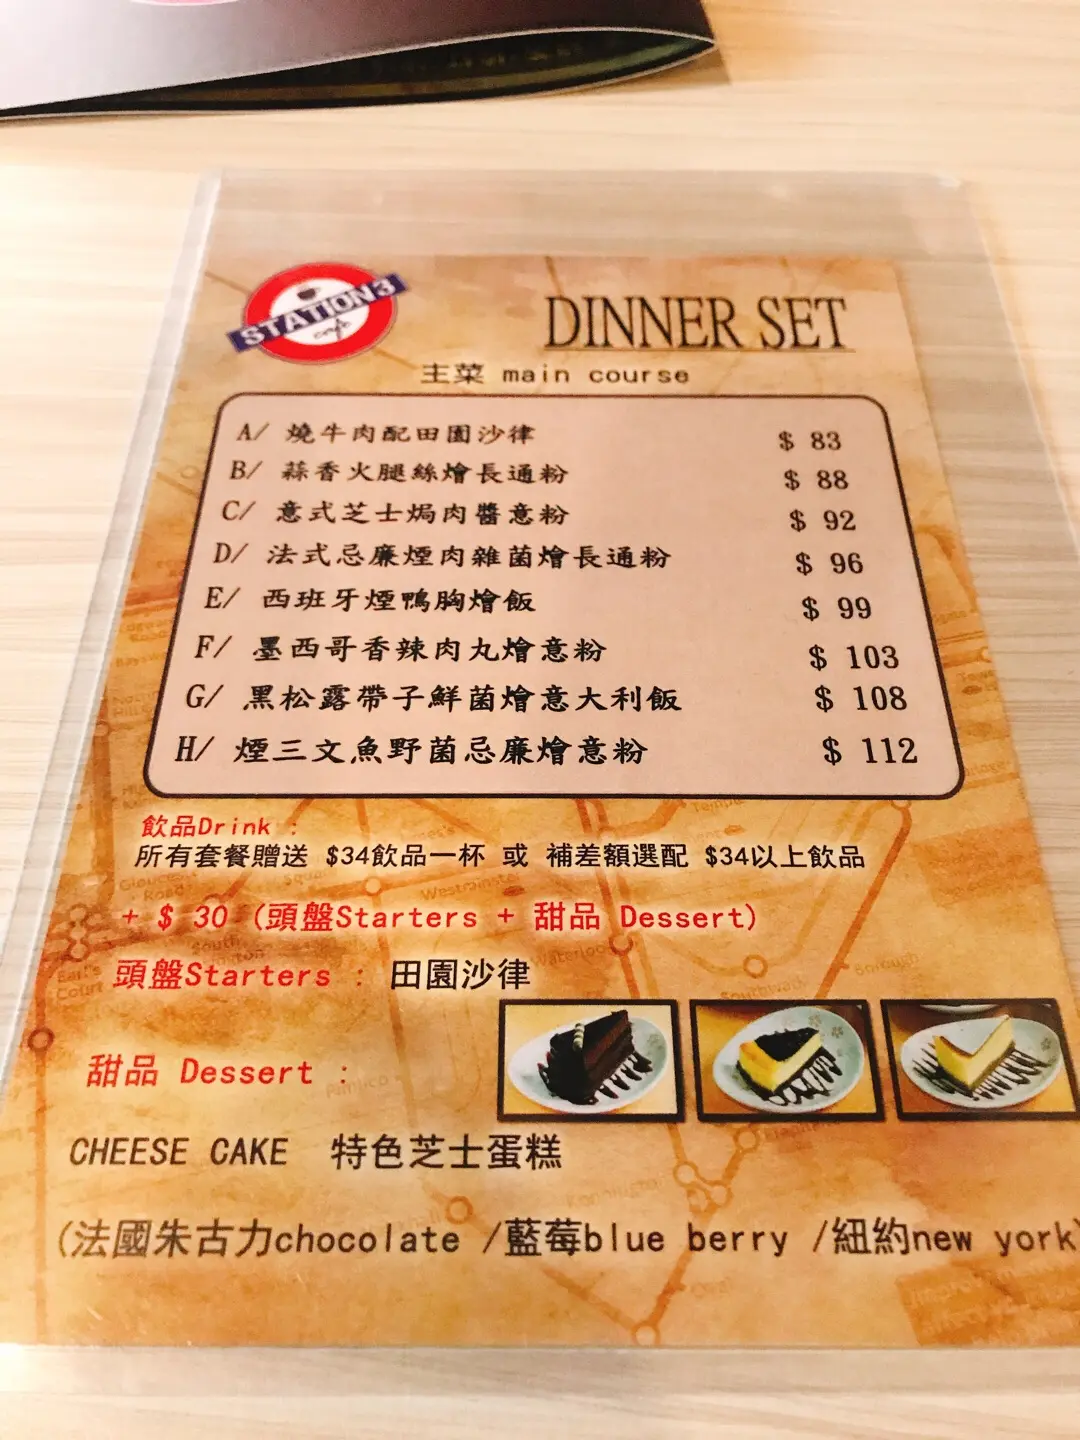 STATION3
cafe
DINNER SET
主菜 main course
A/ 燒牛肉配田園沙律 $ 83
B/ 蒜香火腿絲燴長通粉 $ 88
C/ 意式芝士焗肉醬意粉 $ 92
D/ 法式忌廉煙肉雜菌燴長通粉 $ 96
E/ 西班牙煙鴨胸燴飯 $ 99
F/ 墨西哥香辣肉丸燴意粉 $ 103
G/ 黑松露帶子鮮菌燴意大利飯 $ 108
H/ 煙三文魚野菌忌廉燴意粉 $ 112
飲品Drink :
所有套餐贈送 $34飲品一杯 或 補差額選配 $34以上飲品
+ $ 30 (頭盤Starters + 甜品 Dessert)
頭盤Starters : 田園沙律
甜品 Dessert :
CHEESE CAKE 特色芝士蛋糕
(法國朱古力chocolate /藍莓blue berry /紐約new york)